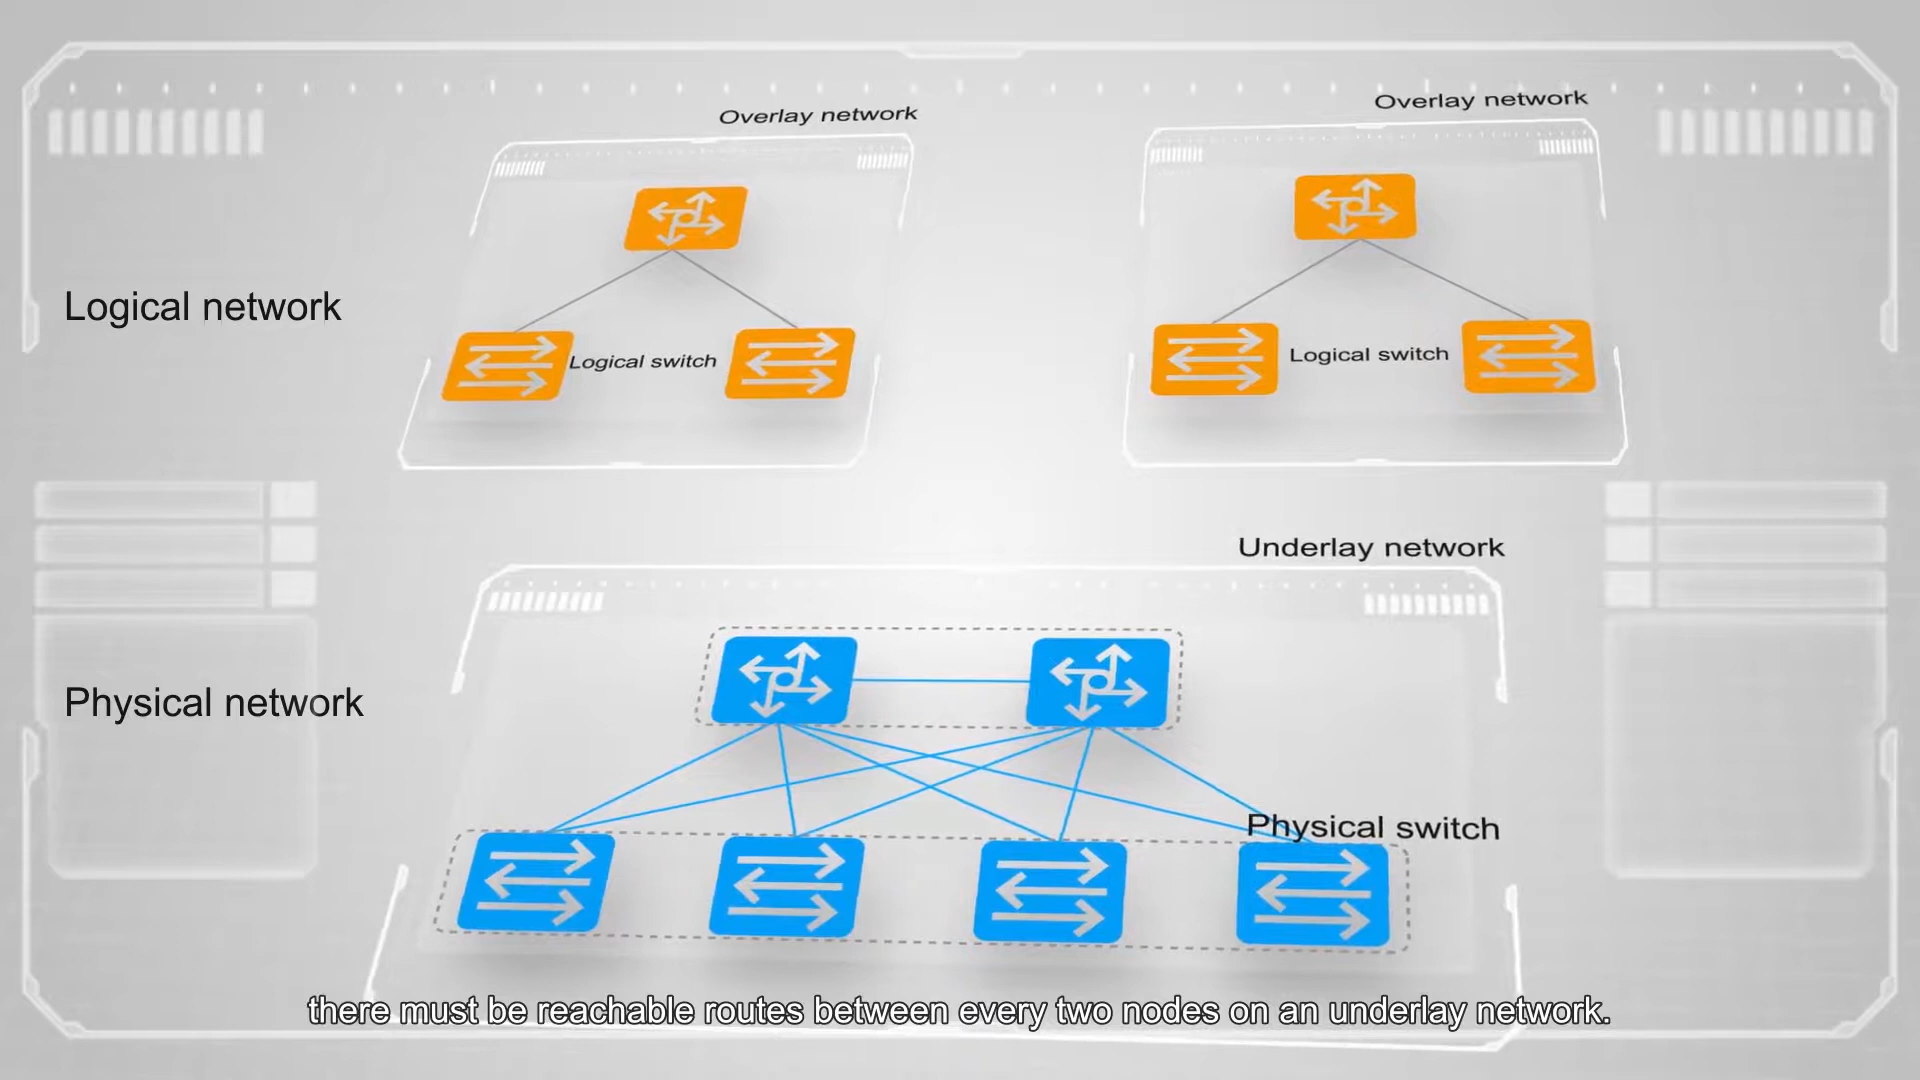 Overlay network
Overlay network
Logical network
Logical switch
Logical switch
Underlay network
Physical network
Physical switch
there must be reachable routes between every two nodes on an underlay network.